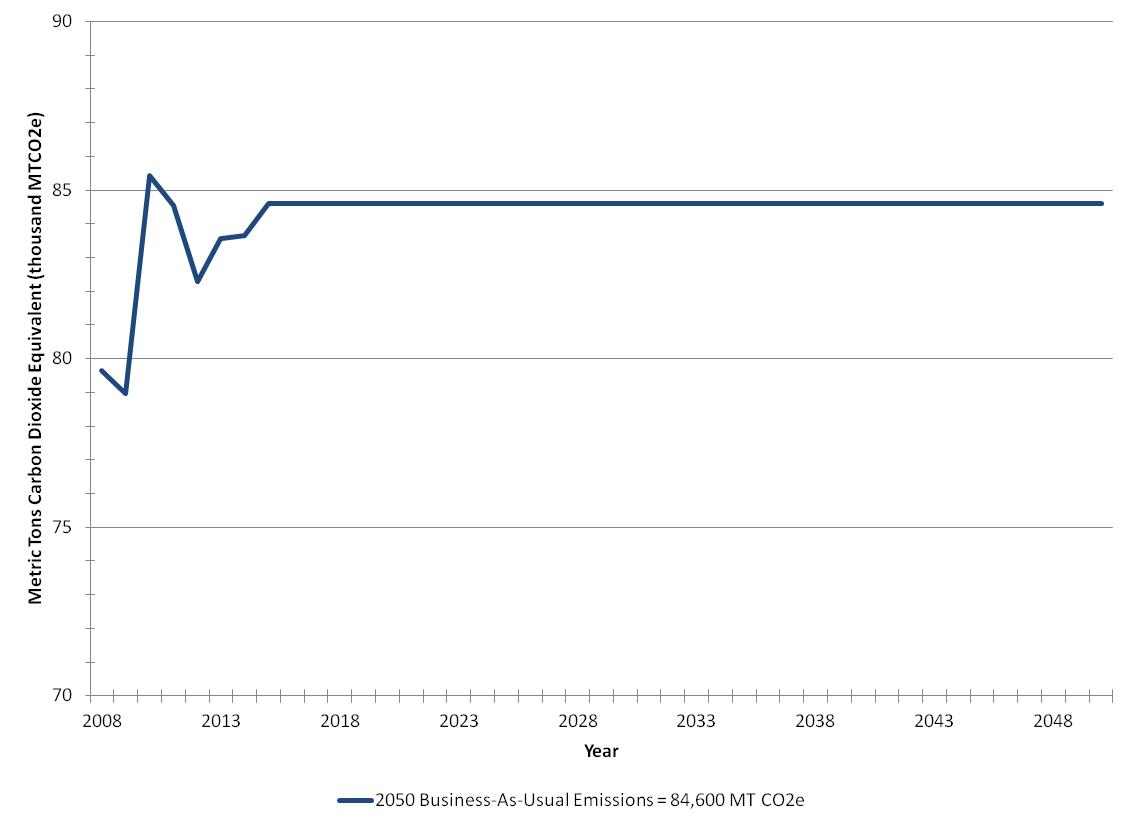 90
85
80
75
70
Metric Tons Carbon Dioxide Equivalent (thousand MTCO2e)
2008 2013 2018 2023 2028 2033 2038 2043 2048
Year
2050 Business-As-Usual Emissions = 84,600 MT CO2e